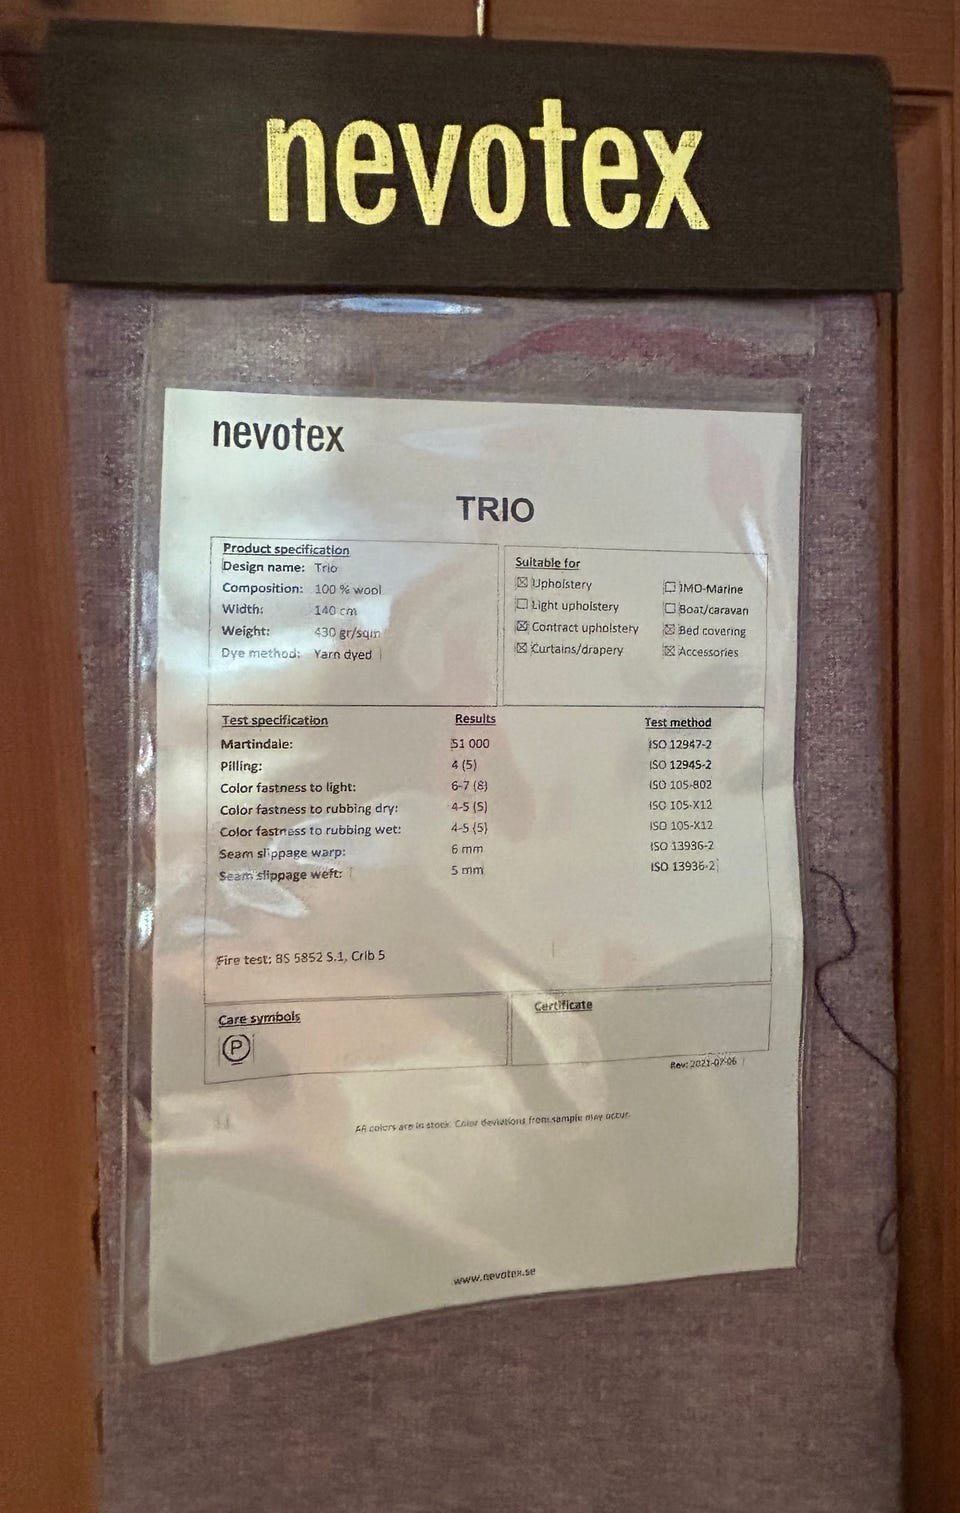 nevotex
nevotex
TRIO
Product specification
Design name: Trio
Composition: 100 % wool
Width: 140 cm
Weight: 430 gr/sqm
Dye method: Yarn dyed
Suitable for
☒ Upholstery ☐ IMO-Marine
☐ Light upholstery ☐ Boat/caravan
☒ Contract upholstery ☒ Bed covering
☒ Curtains/drapery ☒ Accessories
Test specification Results Test method
Martindale: 51 000 ISO 12947-2
Pilling: 4 (5) ISO 12945-2
Color fastness to light: 6-7 (8) ISO 105-B02
Color fastness to rubbing dry: 4-5 (5) ISO 105-X12
Color fastness to rubbing wet: 4-5 (5) ISO 105-X12
Seam slippage warp: 6 mm ISO 13936-2
Seam slippage weft: 5 mm ISO 13936-2
Fire test: BS 5852 S.1, Crib 5
Care symbols Certificate
P
Rev: 2021-07-06
All colors are in stock. Color deviations from sample may occur.
www.nevotex.se